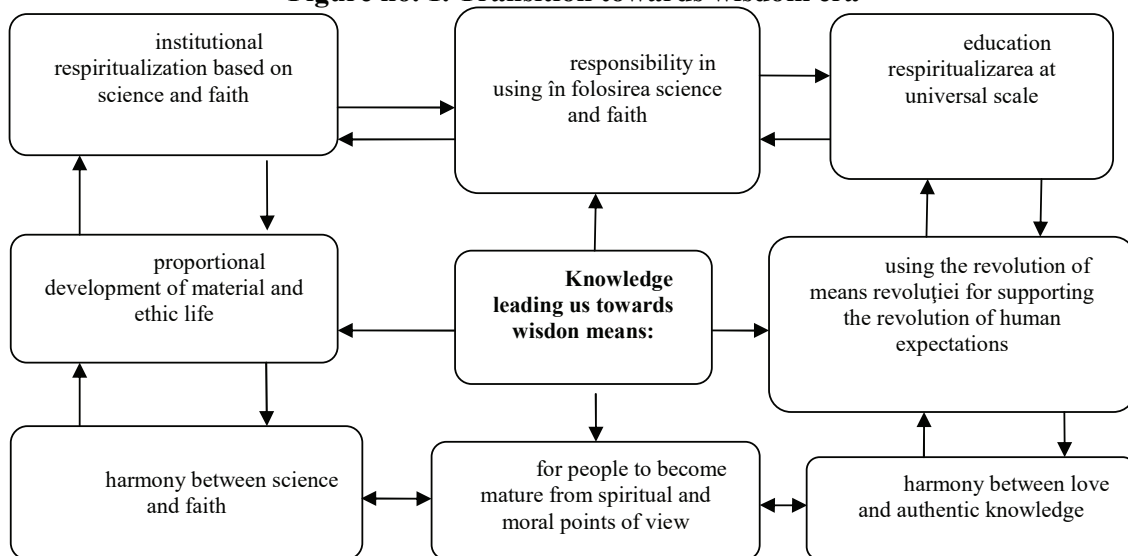 Figure no. 1. Transition towards wisdom era
institutional
respiritualization based on
science and faith
responsibility in
using în folosirea science
and faith
education
respiritualizarea at
universal scale
proportional
development of material and
ethic life
Knowledge
leading us towards
wisdon means:
using the revolution of
means revoluţiei for supporting
the revolution of human
expectations
harmony between science
and faith
for people to become
mature from spiritual and
moral points of view
harmony between love
and authentic knowledge